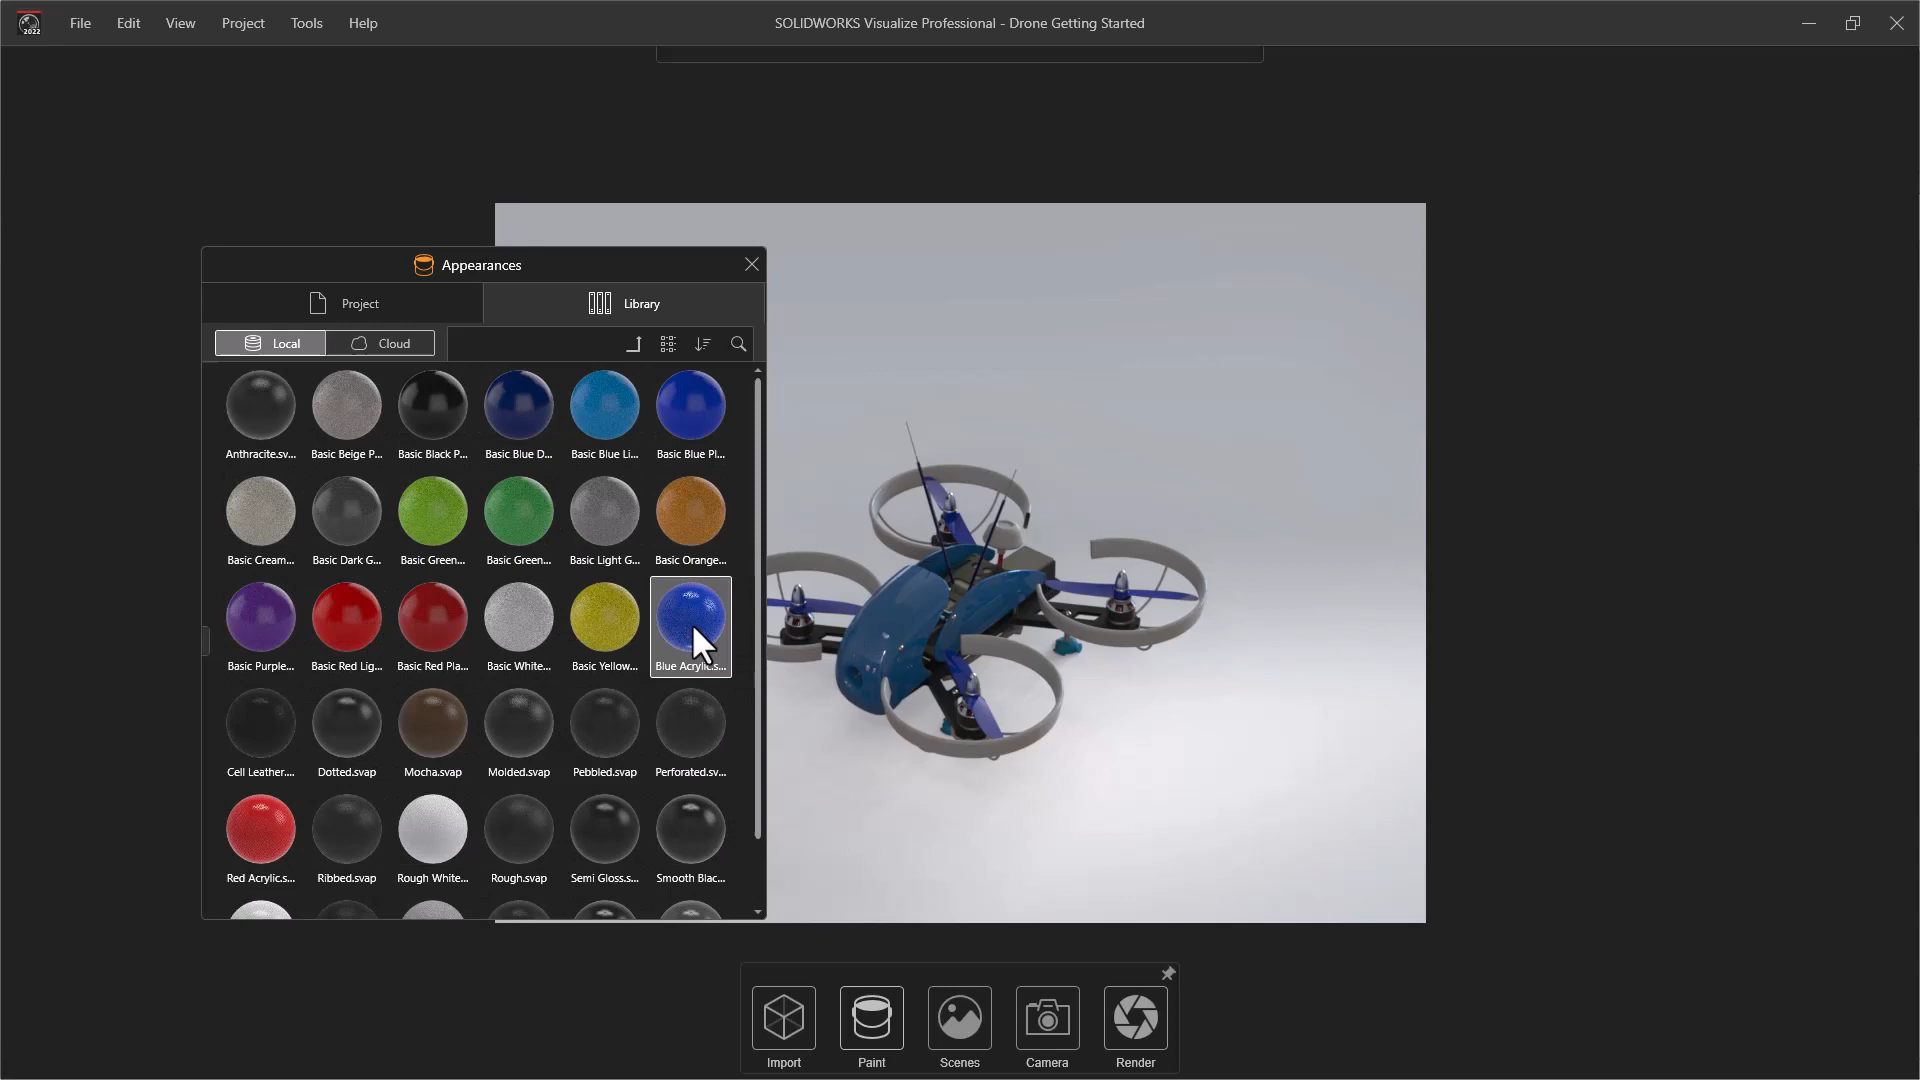 2022 File Edit View Project Tools Help SOLIDWORKS Visualize Professional - Drone Getting Started
Appearances
Project Library
Local Cloud
Anthracite.sv... Basic Beige P... Basic Black P... Basic Blue D... Basic Blue Li... Basic Blue Pl...
Basic Cream... Basic Dark G... Basic Green... Basic Green... Basic Light G... Basic Orange...
Basic Purple... Basic Red Lig... Basic Red Pla... Basic White... Basic Yellow... Blue Acrylic.s...
Cell Leather.... Dotted.svap Mocha.svap Molded.svap Pebbled.svap Perforated.sv...
Red Acrylic.s... Ribbed.svap Rough White... Rough.svap Semi Gloss.s... Smooth Blac...
Import Paint Scenes Camera Render